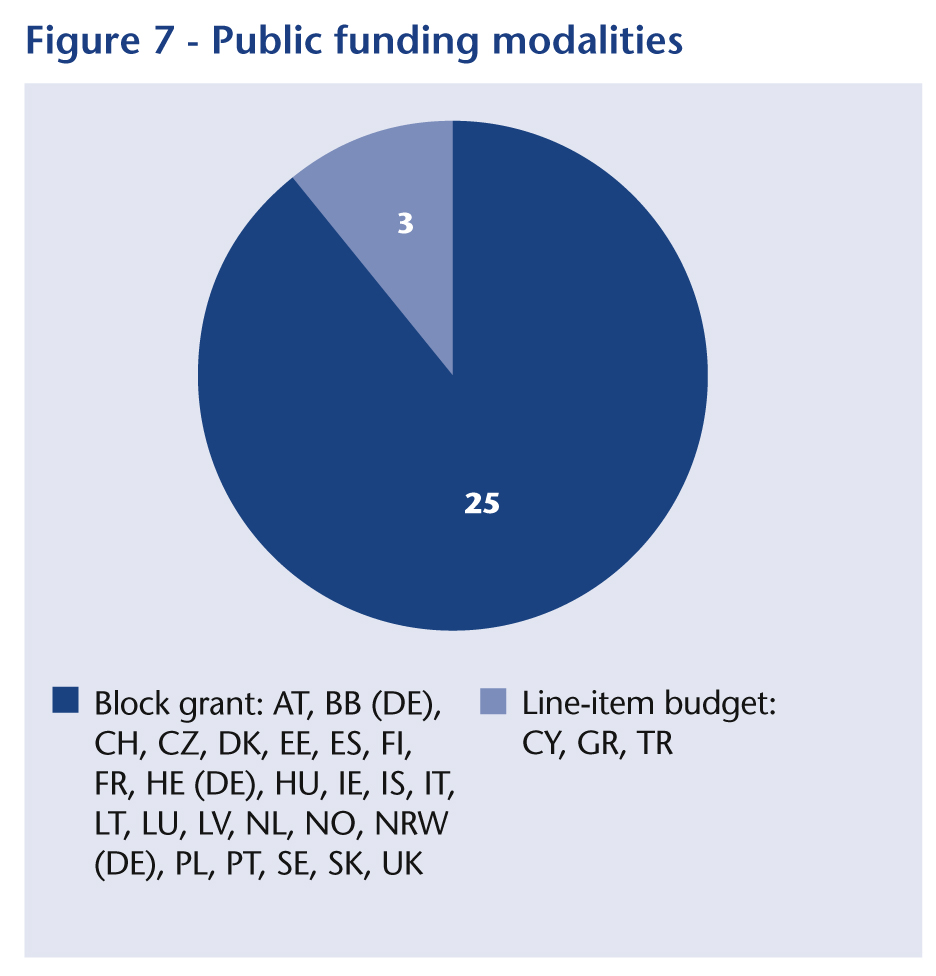 Figure 7 - Public funding modalities
3
25
Block grant: AT, BB (DE),
CH, CZ, DK, EE, ES, FI,
FR, HE (DE), HU, IE, IS, IT,
LT, LU, LV, NL, NO, NRW
(DE), PL, PT, SE, SK, UK
Line-item budget:
CY, GR, TR